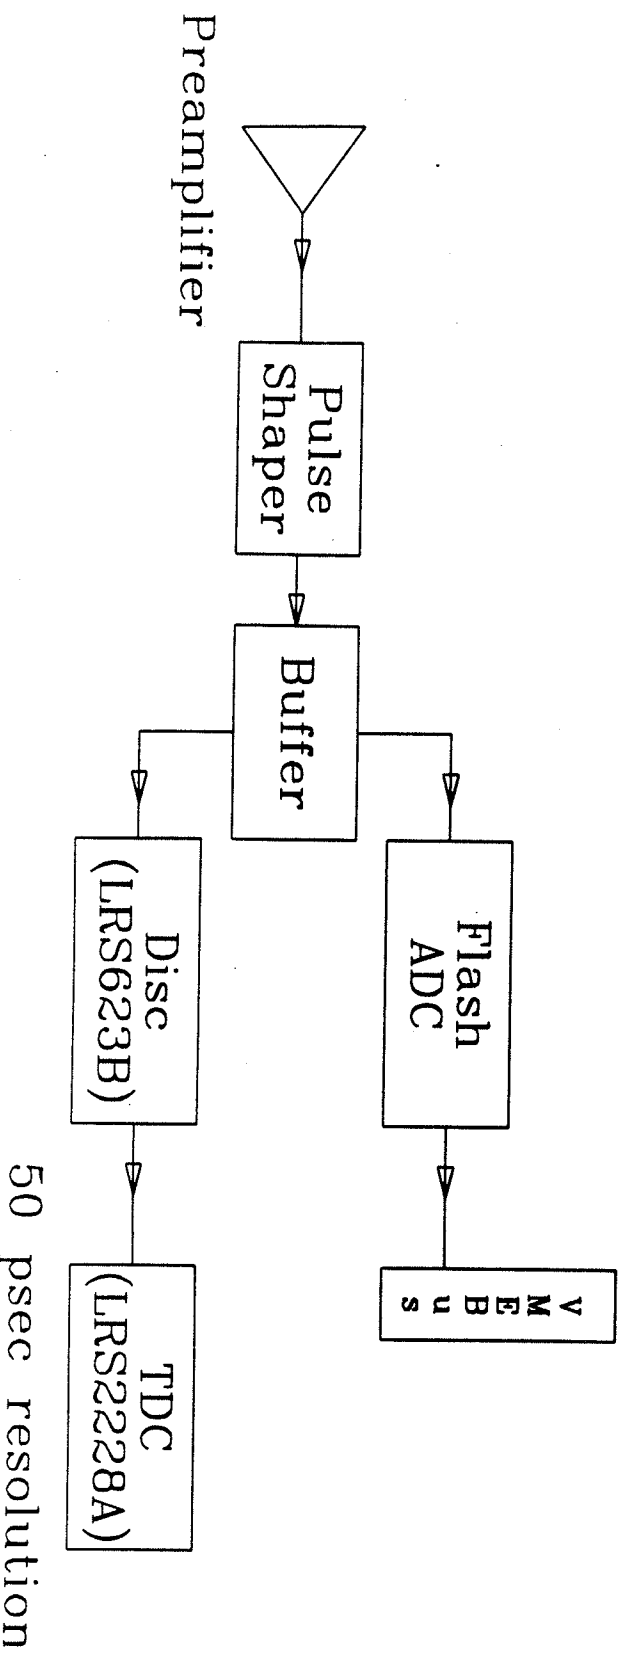 Preamplifier
Pulse
Shaper
Buffer
Flash
ADC
V
M
E
B
u
s
Disc
(LRS623B)
TDC
(LRS2228A)
50 psec resolution